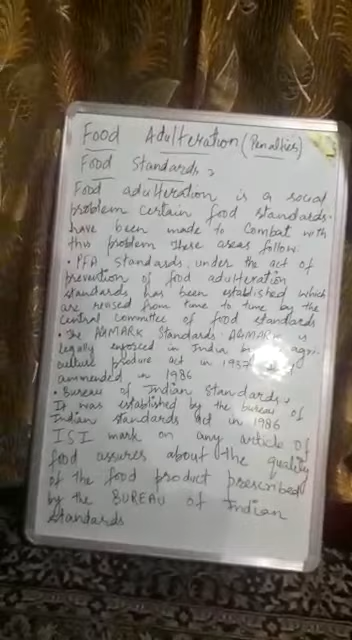 Food Adulteration (Penalties)
Food Standards,
Food adulteration is a social
problem certain food standards
have been made to combat with
this problem these areas follow.
• PFA Standards, under the act of
prevention of food adulteration
standards has been established which
are revised from time to time by the
central committee of food standards
• The AGMARK Standards. AGMARK is
legally enforced in India by agri-
culture produce act in 1937
ammended in 1986
• Bureau of Indian Standards,
It was established by the bureau of
Indian standards act in 1986
ISI mark on any article of
food assures about the quality
of the food product prescribed
by the BUREAU of Indian
standards